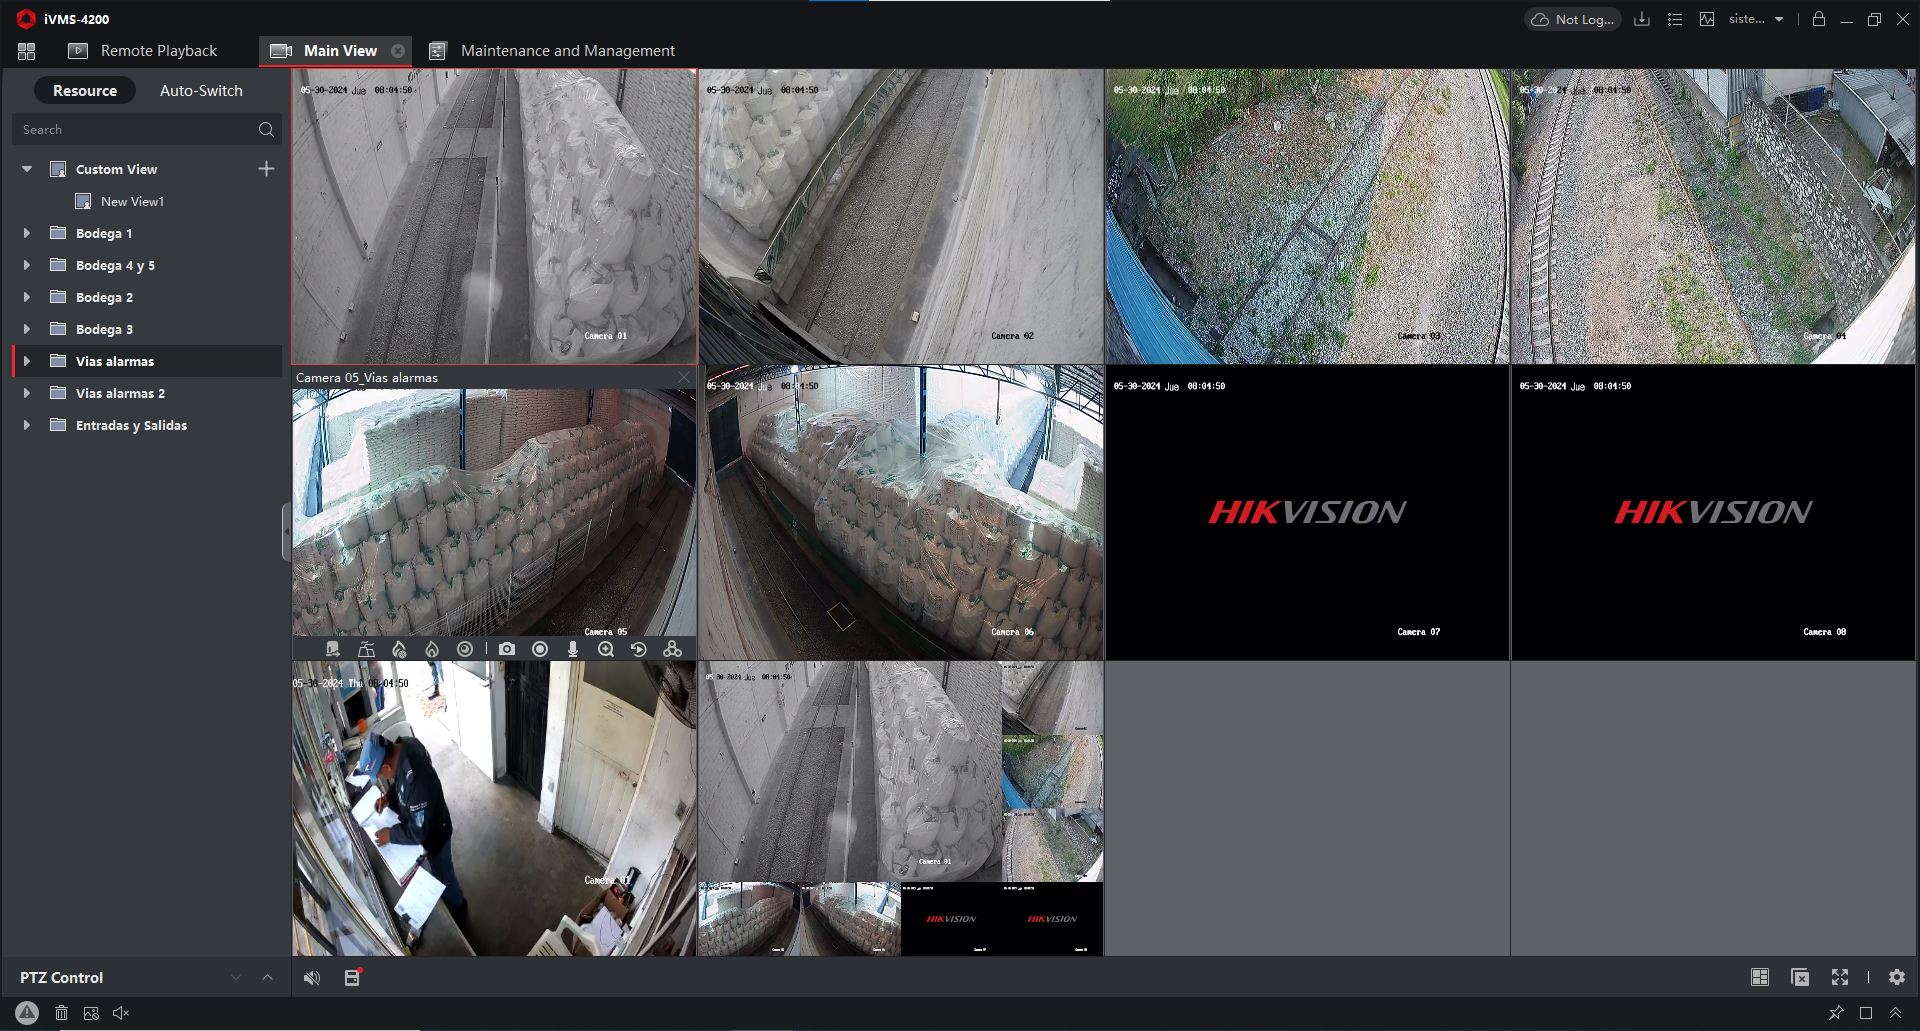 iVMS-4200
Not Log...
siste...
Remote Playback
Main View
Maintenance and Management
Resource
Auto-Switch
Search
Custom View
New View1
Bodega 1
Bodega 4 y 5
Bodega 2
Bodega 3
Vias alarmas
Vias alarmas 2
Entradas y Salidas
PTZ Control
05-30-2024 Jue 08:04:50
Camera 01
05-30-2024 Jue 08:04:50
Camera 02
05-30-2024 Jue 08:04:50
Camera 03
05-30-2024 Jue 08:04:50
Camera 04
Camera 05_Vias alarmas
Camera 05
05-30-2024 Jue 08:04:50
Camera 06
05-30-2024 Jue 08:04:50
HIKVISION
Camera 07
05-30-2024 Jue 08:04:50
HIKVISION
Camera 08
05-30-2024 Thu 08:04:50
Camera 01
05-30-2024 Jue 08:04:50
Camera 01
HIKVISION
HIKVISION